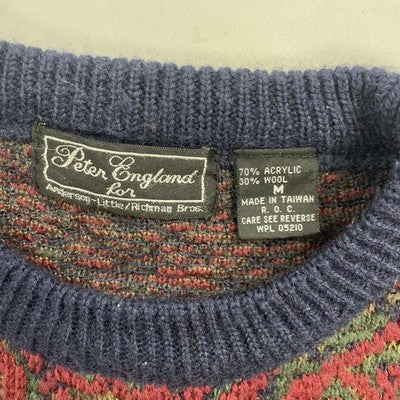 Peter England
for
Anderson-Little/Richman Bros.
70% ACRYLIC
30% WOOL
M
MADE IN TAIWAN
R. O. C.
CARE SEE REVERSE
WPL 05210